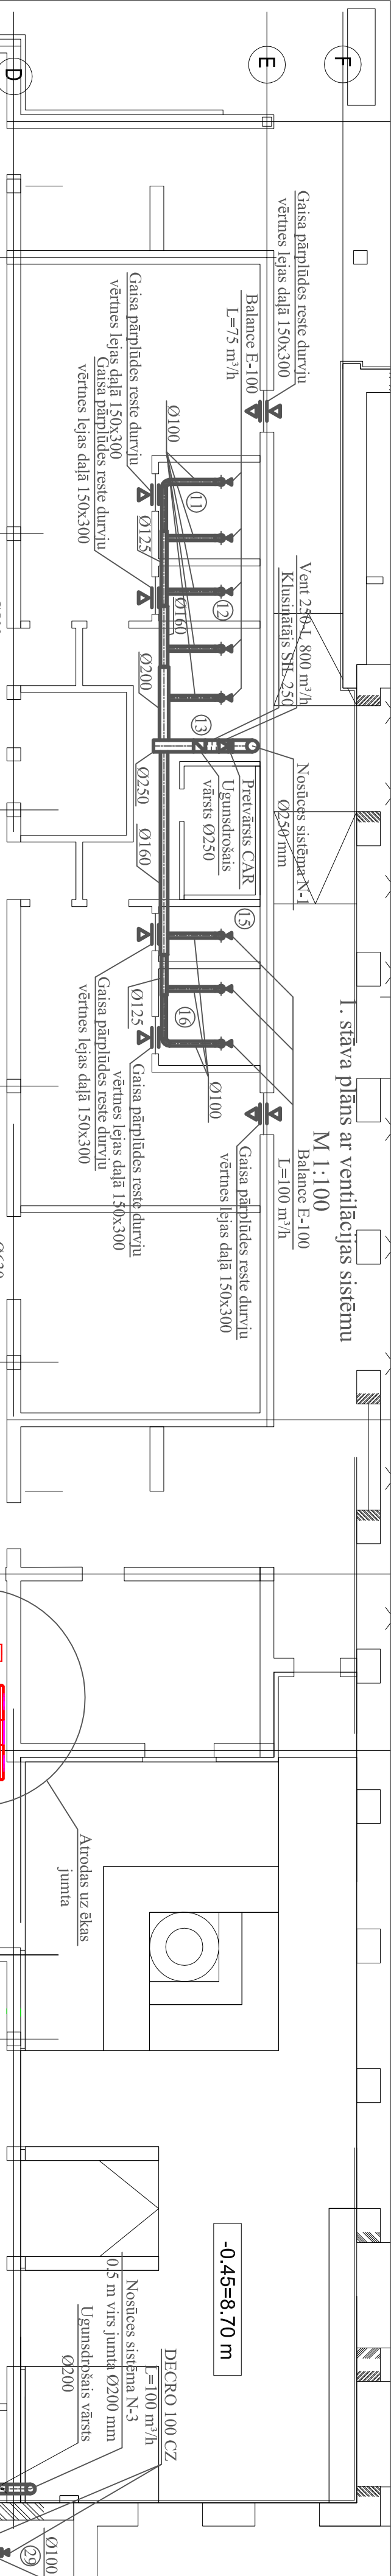 1. stāva plāns ar ventilācijas sistēmu
M 1:100
F
E
D
Gaisa pārplūdes reste durvju
vērtnes lejas daļā 150x300
Balance E-100
L=75 m³/h
Gaisa pārplūdes reste durvju
vērtnes lejas daļā 150x300
Gaisa pārplūdes reste durvju
vērtnes lejas daļā 150x300
Ø100
11
Ø125
12
Ø160
Vent 250-L 800 m³/h
Klusinātājs SIL 250
Ø200
13
Nosūces sistēma N-1
Ø250 mm
Pretvārsts CAR
Ugunsdrošais
vārsts Ø250
Ø250
Ø160
15
16
Ø125
Ø100
Balance E-100
L=100 m³/h
Gaisa pārplūdes reste durvju
vērtnes lejas daļā 150x300
Gaisa pārplūdes reste durvju
vērtnes lejas daļā 150x300
Gaisa pārplūdes reste durvju
vērtnes lejas daļā 150x300
Atrodas uz ēkas
jumta
-0.45=8.70 m
DECRO 100 CZ
L=100 m³/h
Nosūces sistēma N-3
0,5 m virs jumta Ø200 mm
Ugunsdrošais vārsts
Ø200
Ø100
29